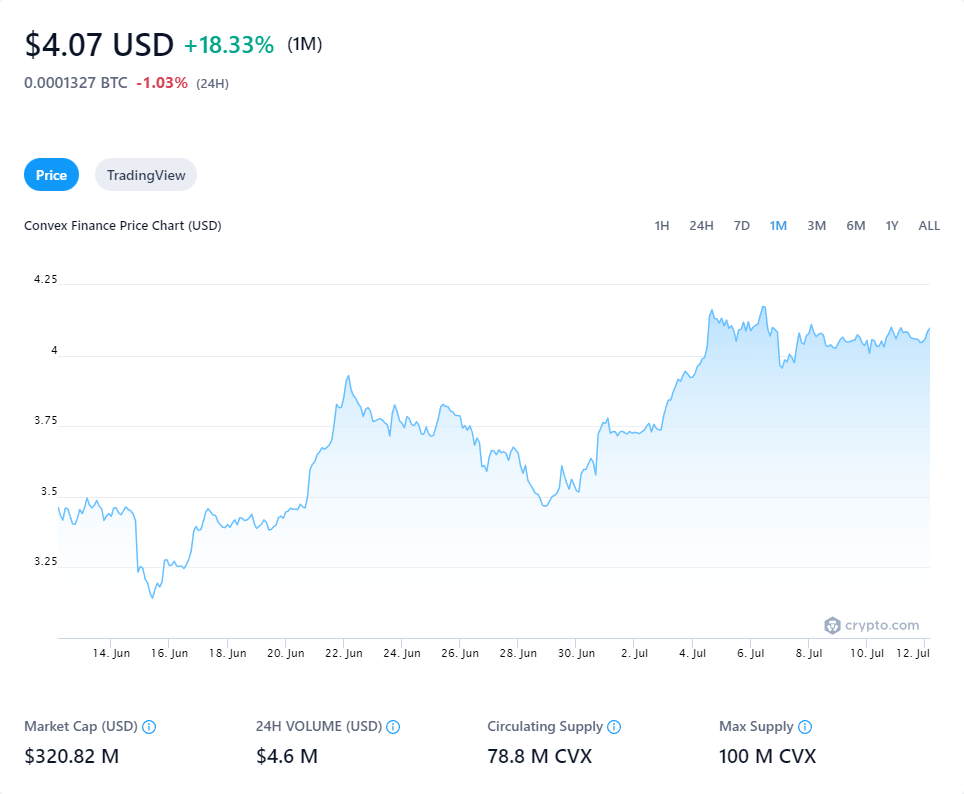 $4.07 USD +18.33% (1M)
0.0001327 BTC -1.03% (24H)
Price TradingView
Convex Finance Price Chart (USD) 1H 24H 7D 1M 3M 6M 1Y ALL
4.25
4
3.75
3.5
3.25
crypto.com
14. Jun 16. Jun 18. Jun 20. Jun 22. Jun 24. Jun 26. Jun 28. Jun 30. Jun 2. Jul 4. Jul 6. Jul 8. Jul 10. Jul 12. Jul
Market Cap (USD) 24H VOLUME (USD) Circulating Supply Max Supply
$320.82 M $4.6 M 78.8 M CVX 100 M CVX